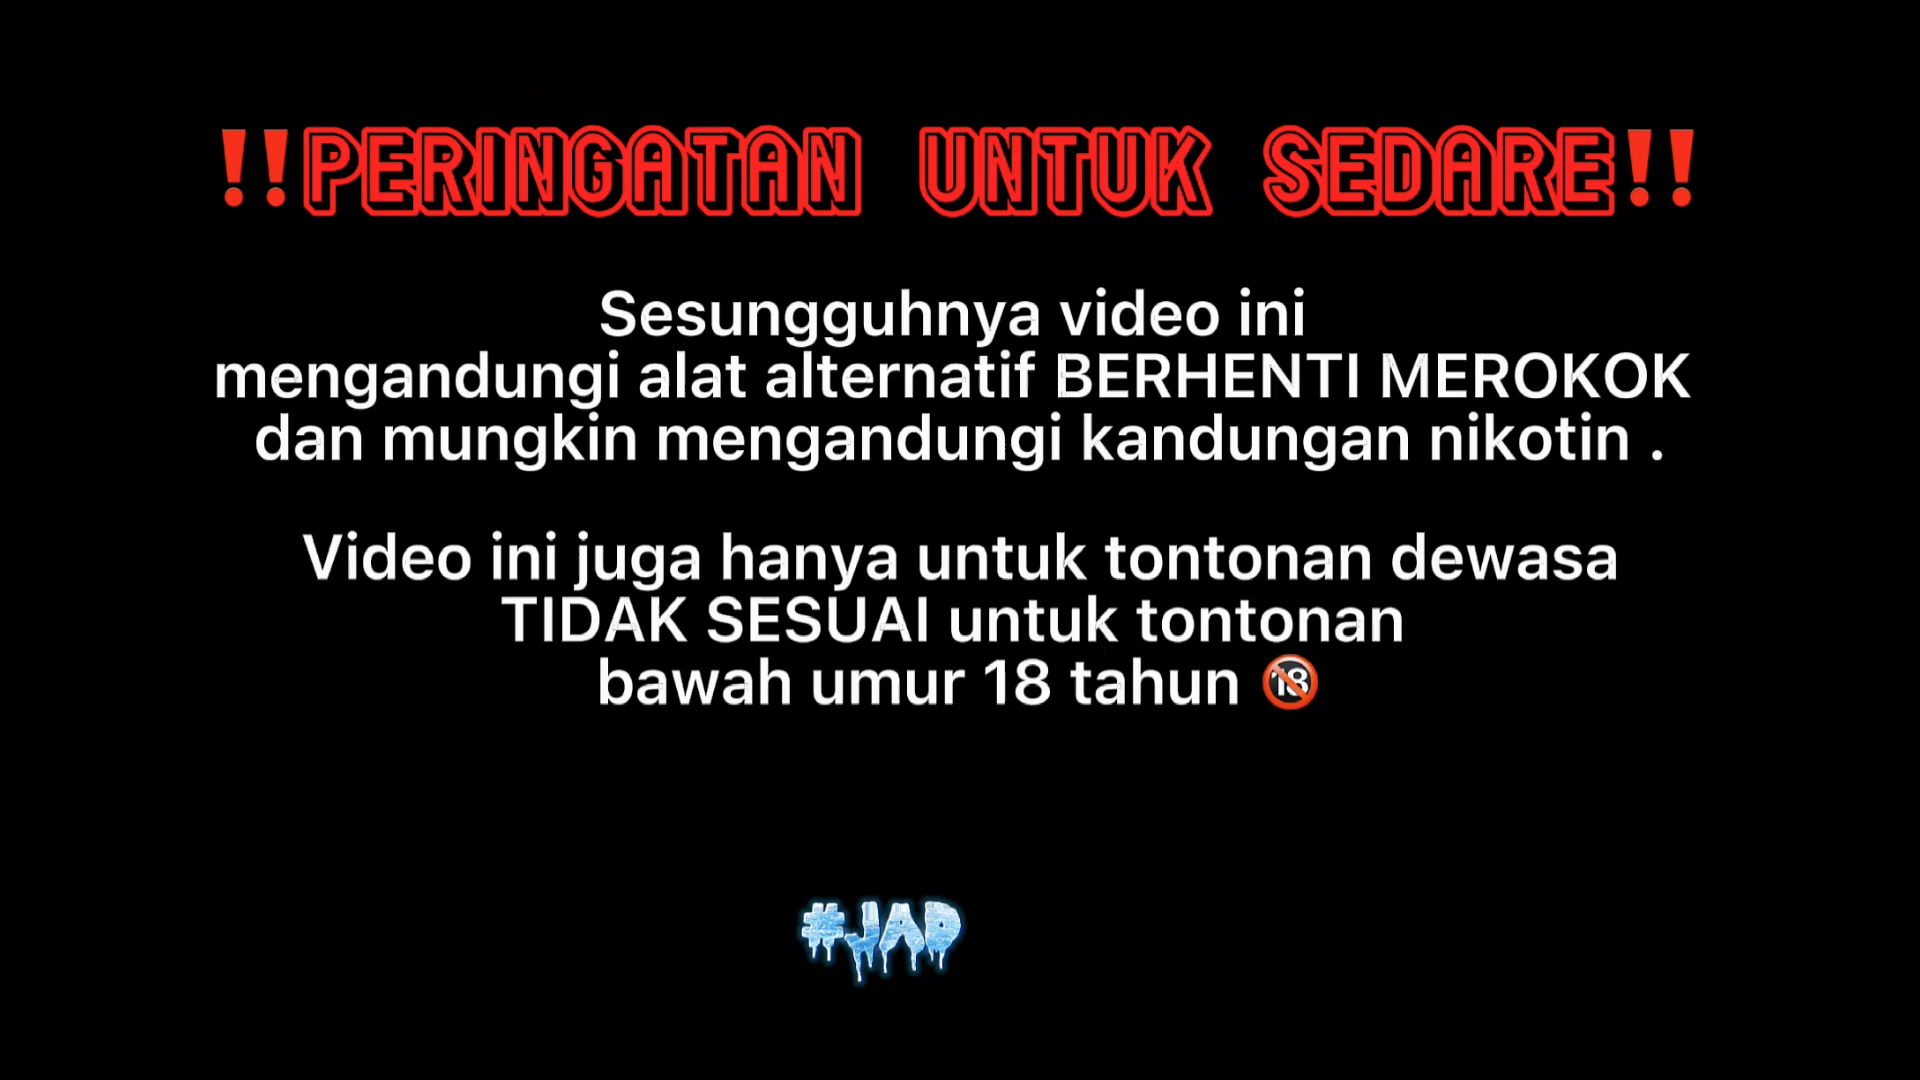 ‼PERINGATAN UNTUK SEDARE‼
Sesungguhnya video ini
mengandungi alat alternatif BERHENTI MEROKOK
dan mungkin mengandungi kandungan nikotin .
Video ini juga hanya untuk tontonan dewasa
TIDAK SESUAI untuk tontonan
bawah umur 18 tahun 🔞
#JAD